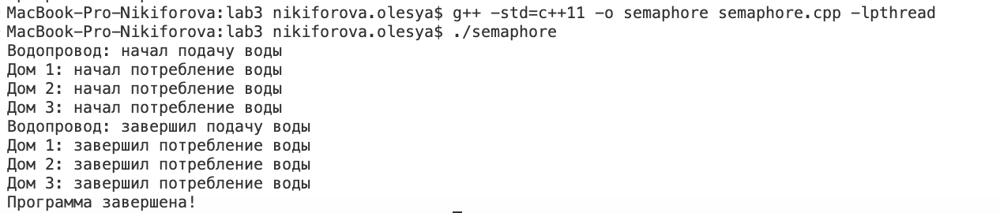 MacBook-Pro-Nikiforova:lab3 nikiforova.olesya$ g++ -std=c++11 -o semaphore semaphore.cpp -lpthread
MacBook-Pro-Nikiforova:lab3 nikiforova.olesya$ ./semaphore
Водопровод: начал подачу воды
Дом 1: начал потребление воды
Дом 2: начал потребление воды
Дом 3: начал потребление воды
Водопровод: завершил подачу воды
Дом 1: завершил потребление воды
Дом 2: завершил потребление воды
Дом 3: завершил потребление воды
Программа завершена!